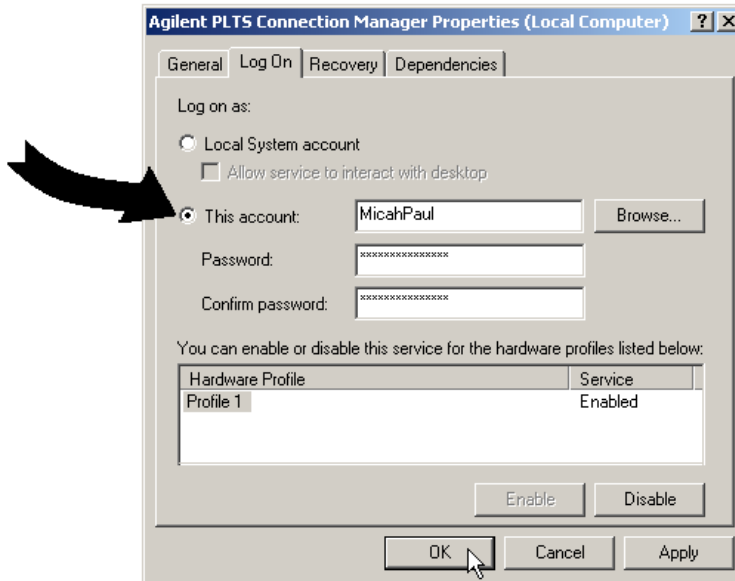 Agilent PLTS Connection Manager Properties (Local Computer)
General Log On Recovery Dependencies
Log on as:
Local System account
Allow service to interact with desktop
This account: MicahPaul Browse...
Password: xxxxxxxxxxxxxxx
Confirm password: xxxxxxxxxxxxxxx
You can enable or disable this service for the hardware profiles listed below:
Hardware Profile Service
Profile 1 Enabled
Enable Disable
OK Cancel Apply